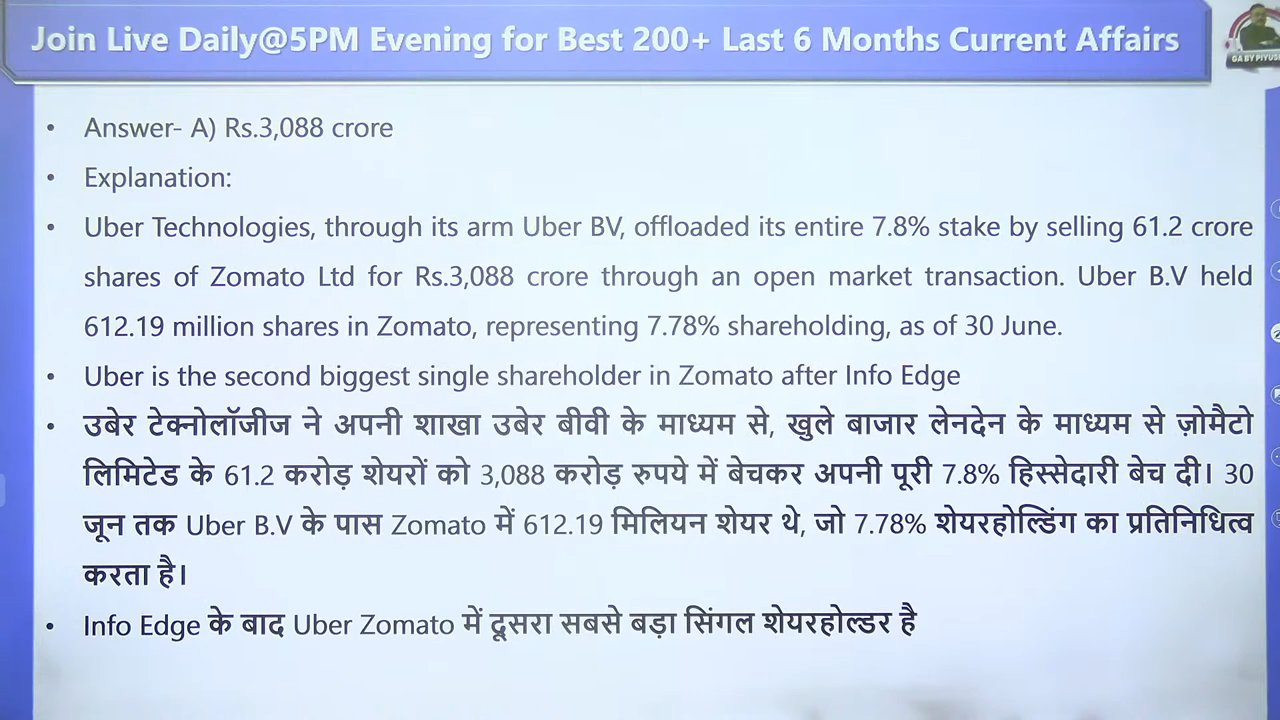 Join Live Daily@5PM Evening for Best 200+ Last 6 Months Current Affairs
• Answer- A) Rs.3,088 crore
• Explanation:
• Uber Technologies, through its arm Uber BV, offloaded its entire 7.8% stake by selling 61.2 crore
shares of Zomato Ltd for Rs.3,088 crore through an open market transaction. Uber B.V held
612.19 million shares in Zomato, representing 7.78% shareholding, as of 30 June.
• Uber is the second biggest single shareholder in Zomato after Info Edge
• उबेर टेक्नोलॉजीज ने अपनी शाखा उबेर बीवी के माध्यम से, खुले बाजार लेनदेन के माध्यम से ज़ोमैटो
लिमिटेड के 61.2 करोड़ शेयरों को 3,088 करोड़ रुपये में बेचकर अपनी पूरी 7.8% हिस्सेदारी बेच दी। 30
जून तक Uber B.V के पास Zomato में 612.19 मिलियन शेयर थे, जो 7.78% शेयरहोल्डिंग का प्रतिनिधित्व
करता है।
• Info Edge के बाद Uber Zomato में दूसरा सबसे बड़ा सिंगल शेयरहोल्डर है
GA BY